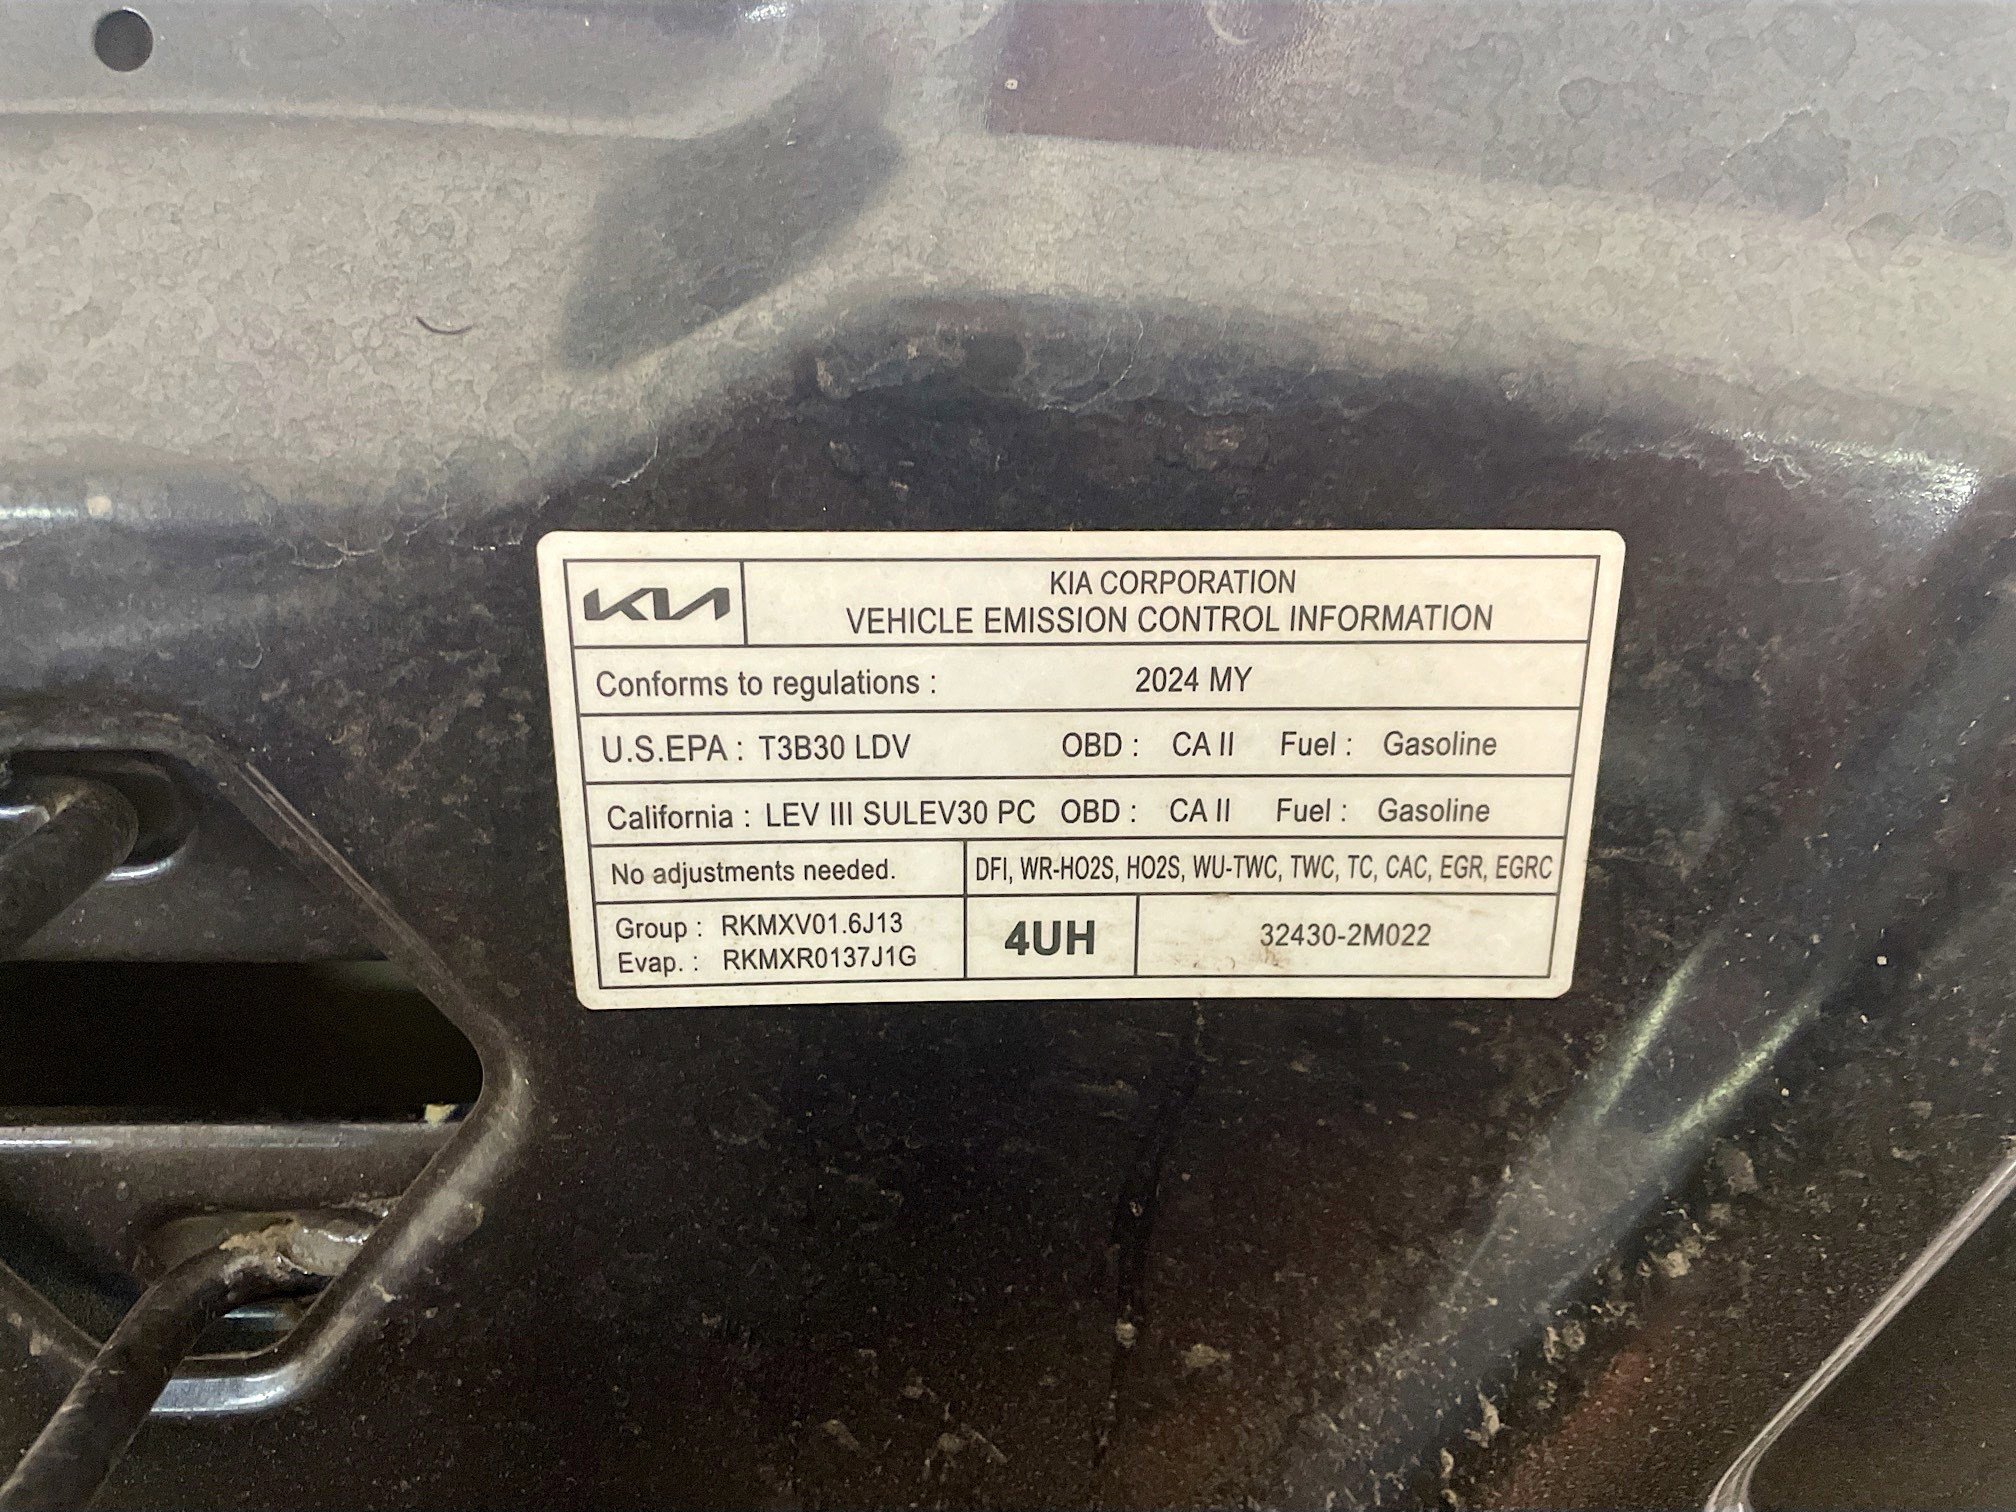 KIA
KIA CORPORATION
VEHICLE EMISSION CONTROL INFORMATION
Conforms to regulations : 2024 MY
U.S.EPA : T3B30 LDV OBD : CA II Fuel : Gasoline
California : LEV III SULEV30 PC OBD : CA II Fuel : Gasoline
No adjustments needed. DFI, WR-HO2S, HO2S, WU-TWC, TWC, TC, CAC, EGR, EGRC
Group : RKMXV01.6J13
Evap. : RKMXR0137J1G
4UH
32430-2M022